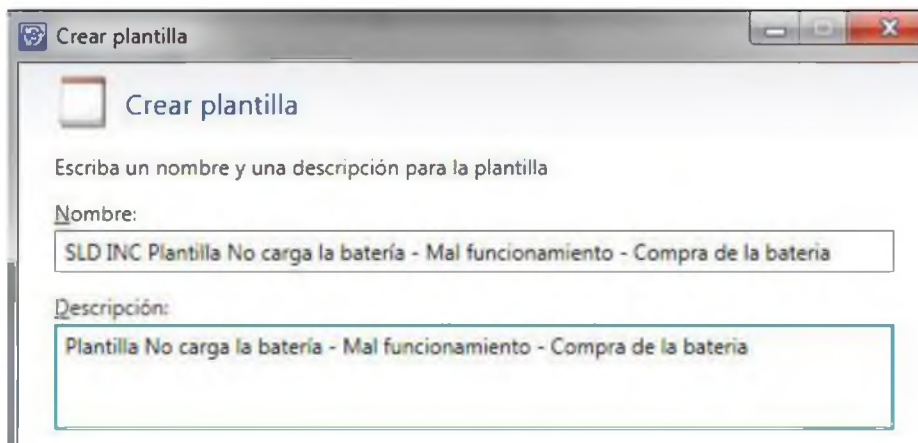 Crear plantilla
Crear plantilla
Escriba un nombre y una descripción para la plantilla
Nombre:
SLD INC Plantilla No carga la batería - Mal funcionamiento - Compra de la bateria
Descripción:
Plantilla No carga la batería - Mal funcionamiento - Compra de la bateria